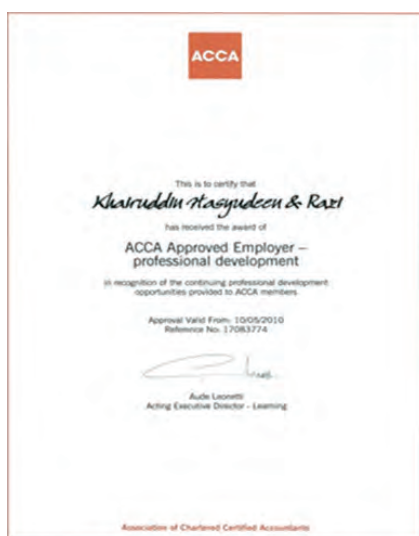 ACCA
This is to certify that
Khairuddin Hasyudeen & Razi
has received the award of
ACCA Approved Employer –
professional development
in recognition of the continuing professional development
opportunities provided to ACCA members
Approval Valid From: 10/05/2010
Reference No: 17083774
Aude Leonetti
Acting Executive Director - Learning
Association of Chartered Certified Accountants